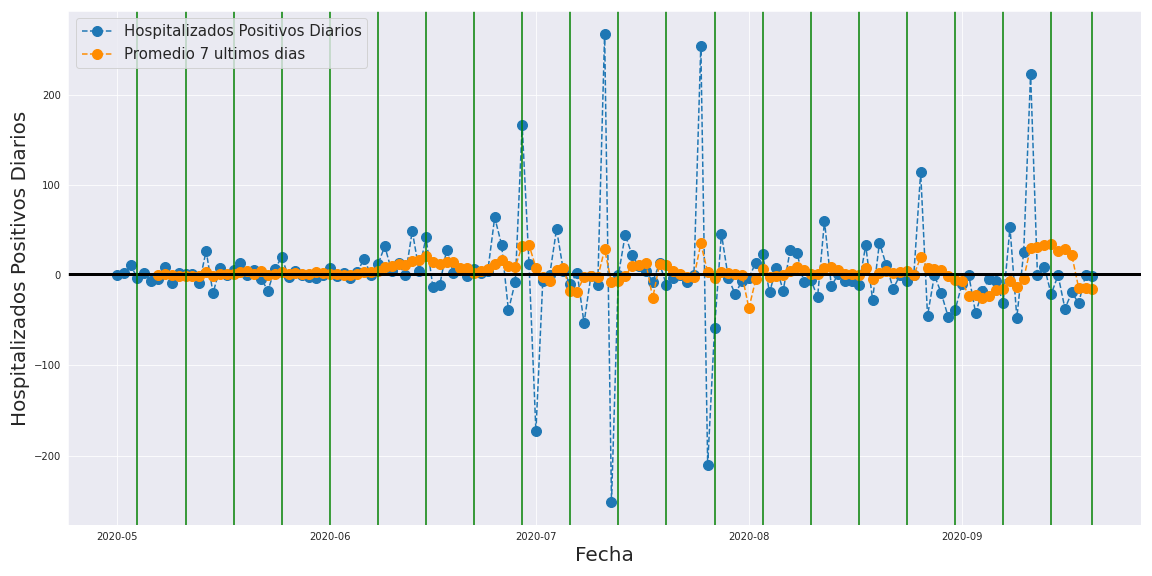 Hospitalizados Positivos Diarios
Promedio 7 ultimos dias
Hospitalizados Positivos Diarios
200
100
0
−100
−200
2020-05 2020-06 2020-07 2020-08 2020-09
Fecha